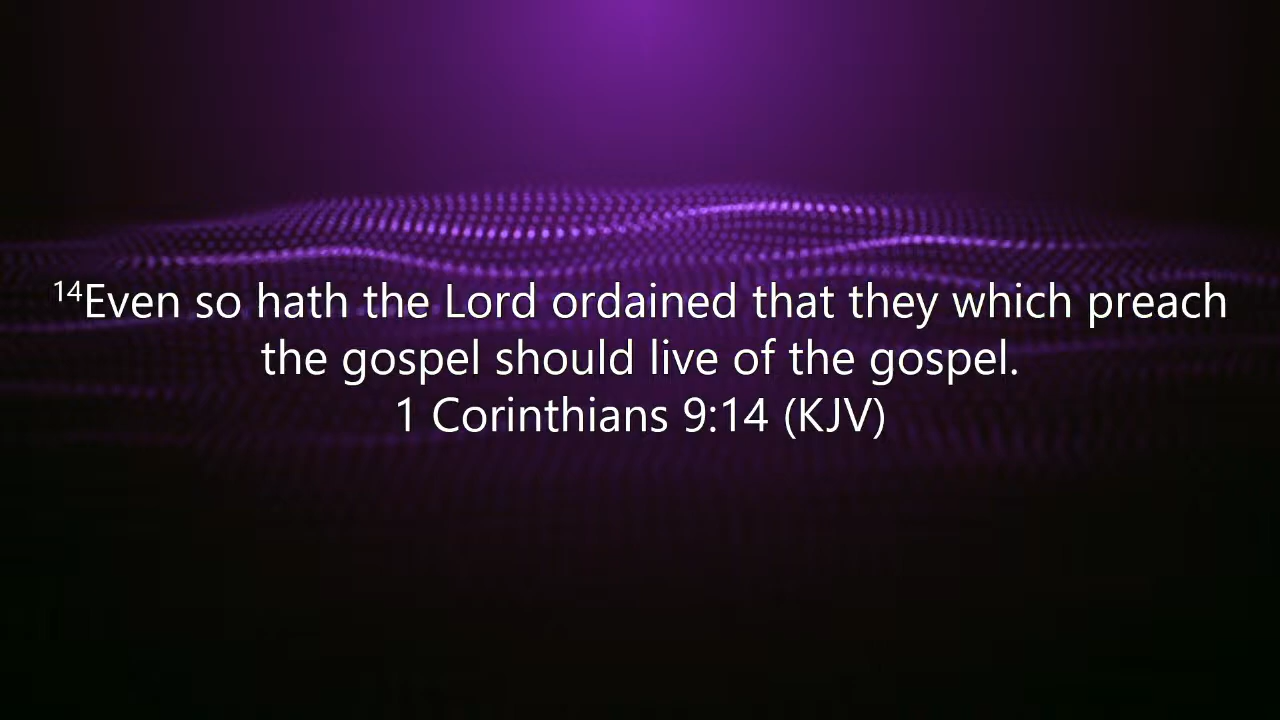 14Even so hath the Lord ordained that they which preach
the gospel should live of the gospel.
1 Corinthians 9:14 (KJV)